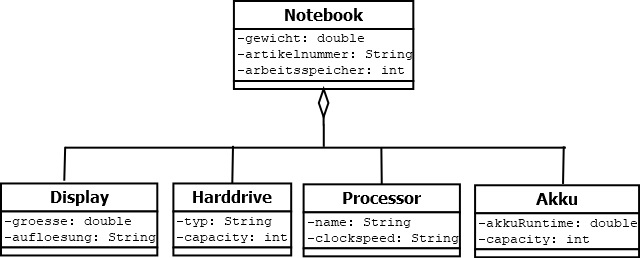 Notebook
-gewicht: double
-artikelnummer: String
-arbeitsspeicher: int
Display
-groesse: double
-aufloesung: String
Harddrive
-typ: String
-capacity: int
Processor
-name: String
-clockspeed: String
Akku
-akkuRuntime: double
-capacity: int